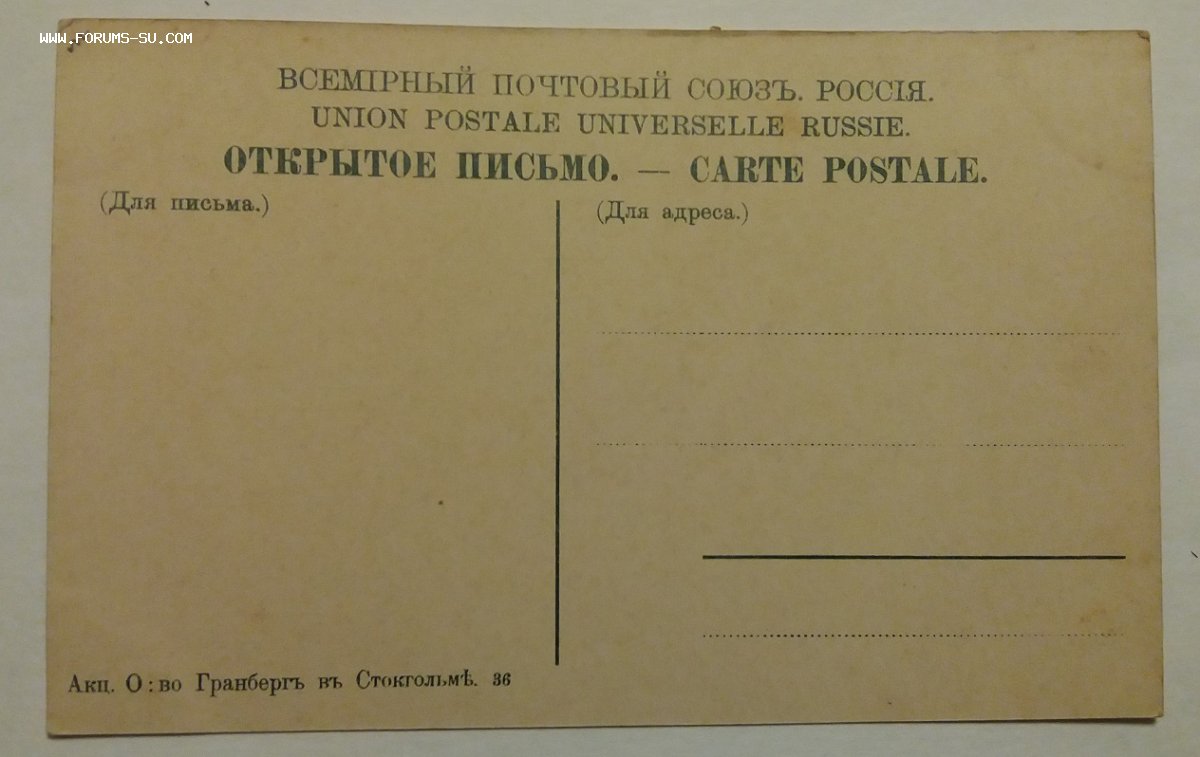 www.forums-su.com
ВСЕМІРНЫЙ ПОЧТОВЫЙ СОЮЗЪ. РОССІЯ.
UNION POSTALE UNIVERSELLE RUSSIE.
ОТКРЫТОЕ ПИСЬМО. — CARTE POSTALE.
(Для письма.)
(Для адреса.)
Акц. О:во Гранбергъ въ Стокгольмѣ. 36